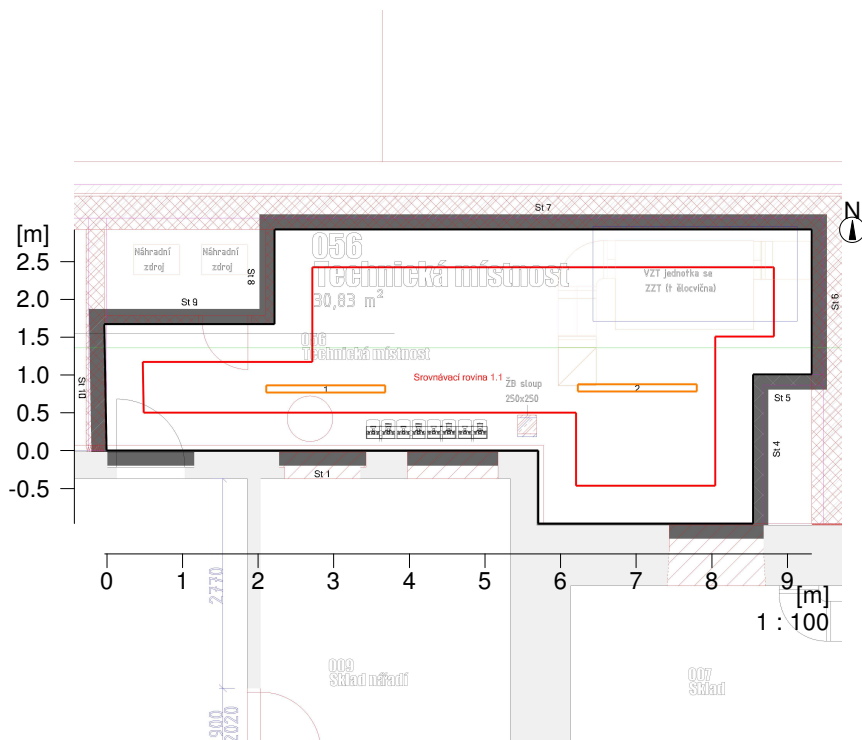 St 7
N
[m]
056
Technická místnost
30,83 m²
Náhradní
zdroj
Náhradní
zdroj
St 8
VZT jednotka se
ZZT (t ělocvična)
2.5
2.0
1.5
1.0
0.5
0.0
-0.5
St 9
St 6
056
Technická místnost
Srovnávací rovina 1.1
ŽB sloup
250x250
1
2
St 10
St 5
St 4
St 1
0 1 2 3 4 5 6 7 8 9
[m]
1 : 100
2770
009
Sklad nářadí
007
Sklad
900
2020